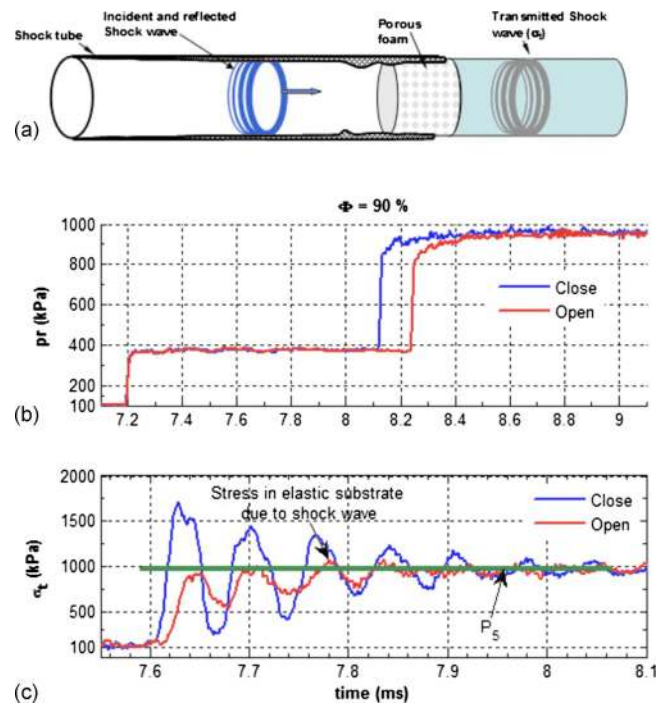 Shock tube
Incident and reflected
Shock wave
Porous
foam
Transmitted Shock
wave (σt)
(a)
Φ = 90 %
1000
800
600
400
200
100
pr (kPa)
Close
Open
7.2 7.4 7.6 7.8 8 8.2 8.4 8.6 8.8 9
(b)
2000
1500
1000
500
100
σt (kPa)
Stress in elastic substrate
due to shock wave
Close
Open
P5
7.6 7.7 7.8 7.9 8 8.1
time (ms)
(c)